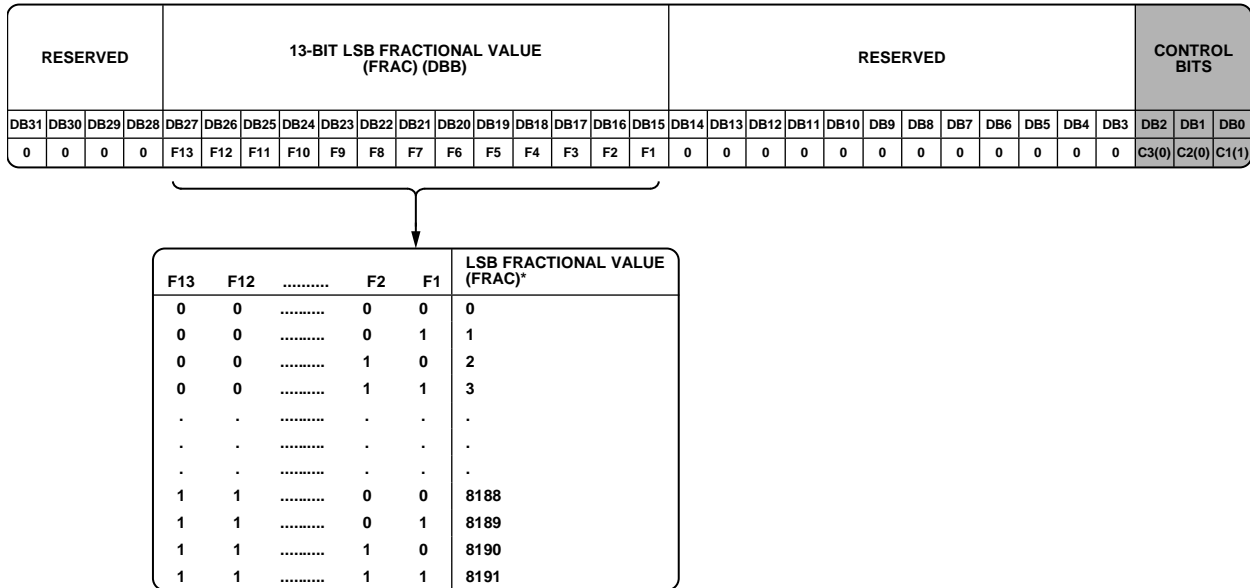 RESERVED
13-BIT LSB FRACTIONAL VALUE
(FRAC) (DBB)
RESERVED
CONTROL
BITS
DB31 DB30 DB29 DB28 DB27 DB26 DB25 DB24 DB23 DB22 DB21 DB20 DB19 DB18 DB17 DB16 DB15 DB14 DB13 DB12 DB11 DB10 DB9 DB8 DB7 DB6 DB5 DB4 DB3 DB2 DB1 DB0
0 0 0 0 F13 F12 F11 F10 F9 F8 F7 F6 F5 F4 F3 F2 F1 0 0 0 0 0 0 0 0 0 0 0 0 C3(0) C2(0) C1(1)
F13 F12 .......... F2 F1 LSB FRACTIONAL VALUE
(FRAC)*
0 0 .......... 0 0 0
0 0 .......... 0 1 1
0 0 .......... 1 0 2
0 0 .......... 1 1 3
. . .......... . . .
. . .......... . . .
. . .......... . . .
1 1 .......... 0 0 8188
1 1 .......... 0 1 8189
1 1 .......... 1 0 8190
1 1 .......... 1 1 8191